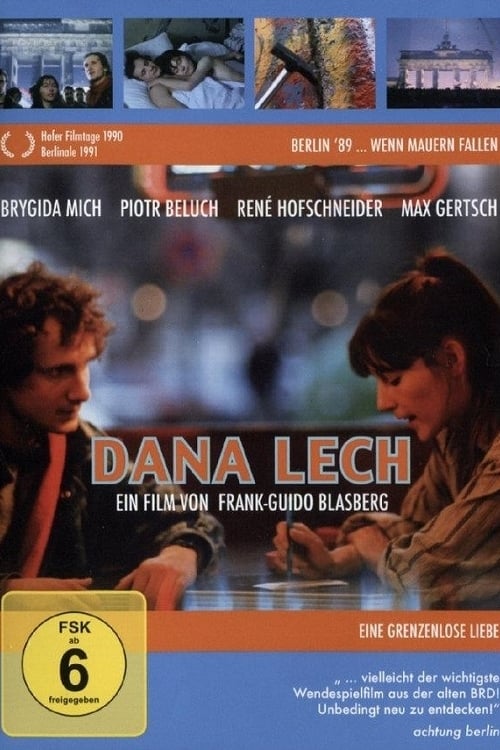 Hofer Filmtage 1990
Berlinale 1991
BERLIN '89 ... WENN MAUERN FALLEN
BRYGIDA MICH PIOTR BELUCH RENÉ HOFSCHNEIDER MAX GERTSCH
DANA LECH
EIN FILM VON FRANK-GUIDO BLASBERG
EINE GRENZENLOSE LIEBE
FSK
ab
6
freigegeben
„ ... vielleicht der wichtigste
Wendespielfilm aus der alten BRD!
Unbedingt neu zu entdecken!"
achtung berlin